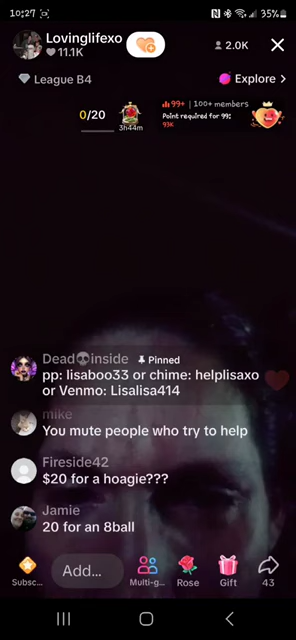 10:27
35%
Lovinglifexo
11.1K
2.0K
League B4
Explore >
0/20
3h44m
99+ | 100+ members
Point required for 99:
93K
Dead💀inside Pinned
pp: lisaboo33 or chime: helplisaxo
or Venmo: Lisalisa414
mike
You mute people who try to help
Fireside42
$20 for a hoagie???
Jamie
20 for an 8ball
Subsc...
Add...
Multi-g...
Rose
Gift
43